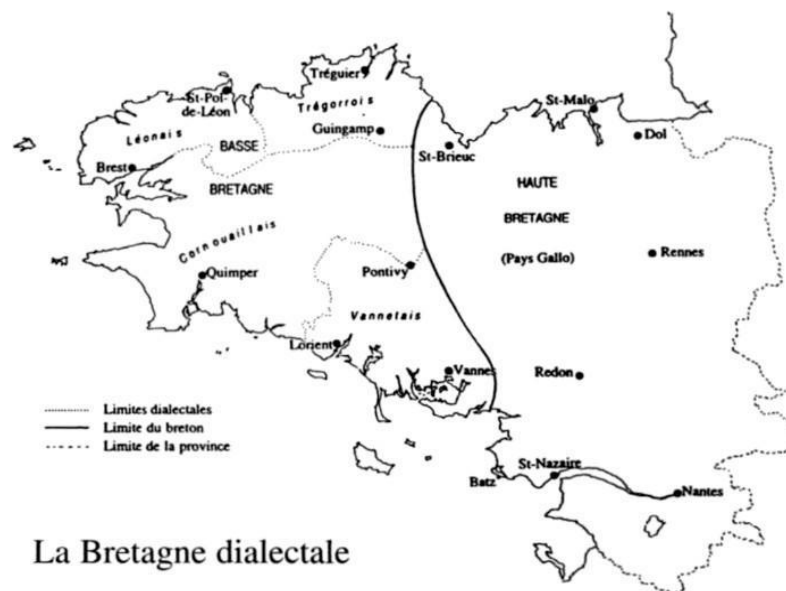 Tréguier
St-Pol-
de-Léon
Trégorrois
St-Malo
Léonais
Guingamp
Dol
BASSE
St-Brieuc
Brest
BRETAGNE
HAUTE
BRETAGNE
Cornouaillais
Rennes
(Pays Gallo)
Quimper
Pontivy
Vannetais
Lorient
Vannes
Redon
Limites dialectales
Limite du breton
Limite de la province
St-Nazaire
Batz
Nantes
La Bretagne dialectale